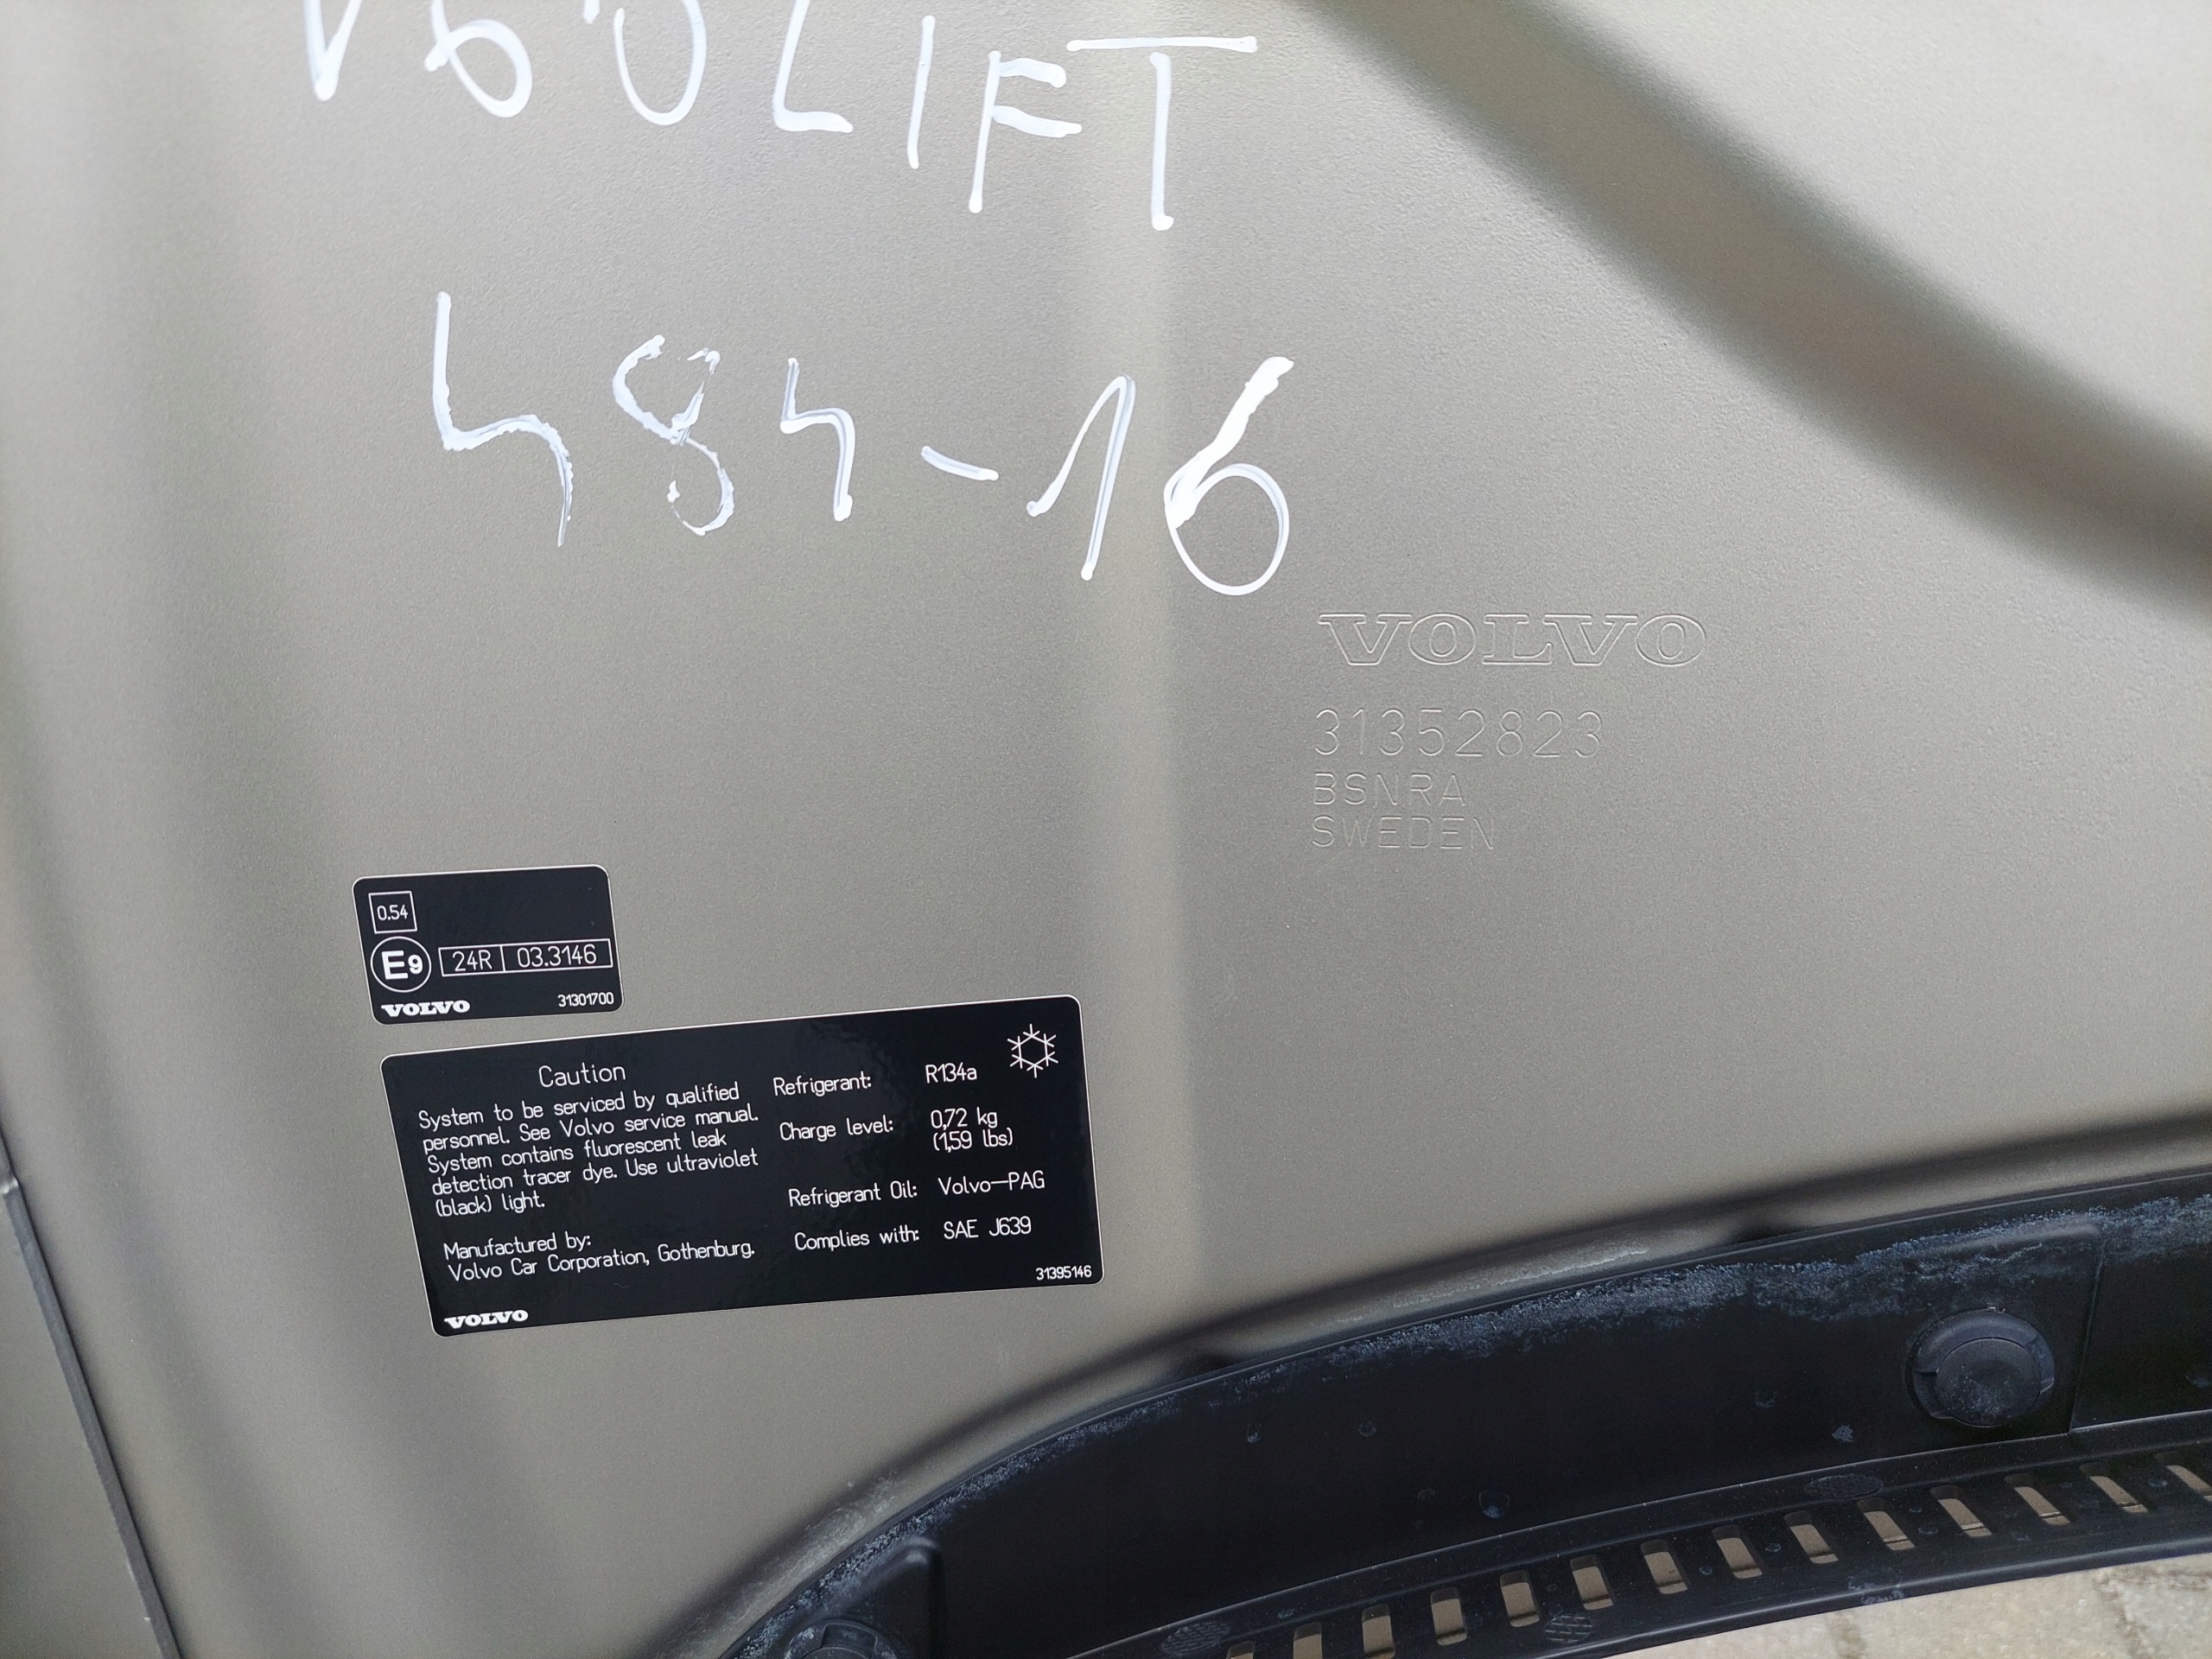 V60 LIFT
484-16
VOLVO
31352823
BSNRA
SWEDEN
0.54
E9 24R 03.3146
VOLVO 31301700
Caution
System to be serviced by qualified
personnel. See Volvo service manual.
System contains fluorescent leak
detection tracer dye. Use ultraviolet
(black) light.
Manufactured by:
Volvo Car Corporation, Gothenburg.
VOLVO
Refrigerant: R134a
Charge level: 0,72 kg
(1,59 lbs)
Refrigerant Oil: Volvo-PAG
Complies with: SAE J639
31395146